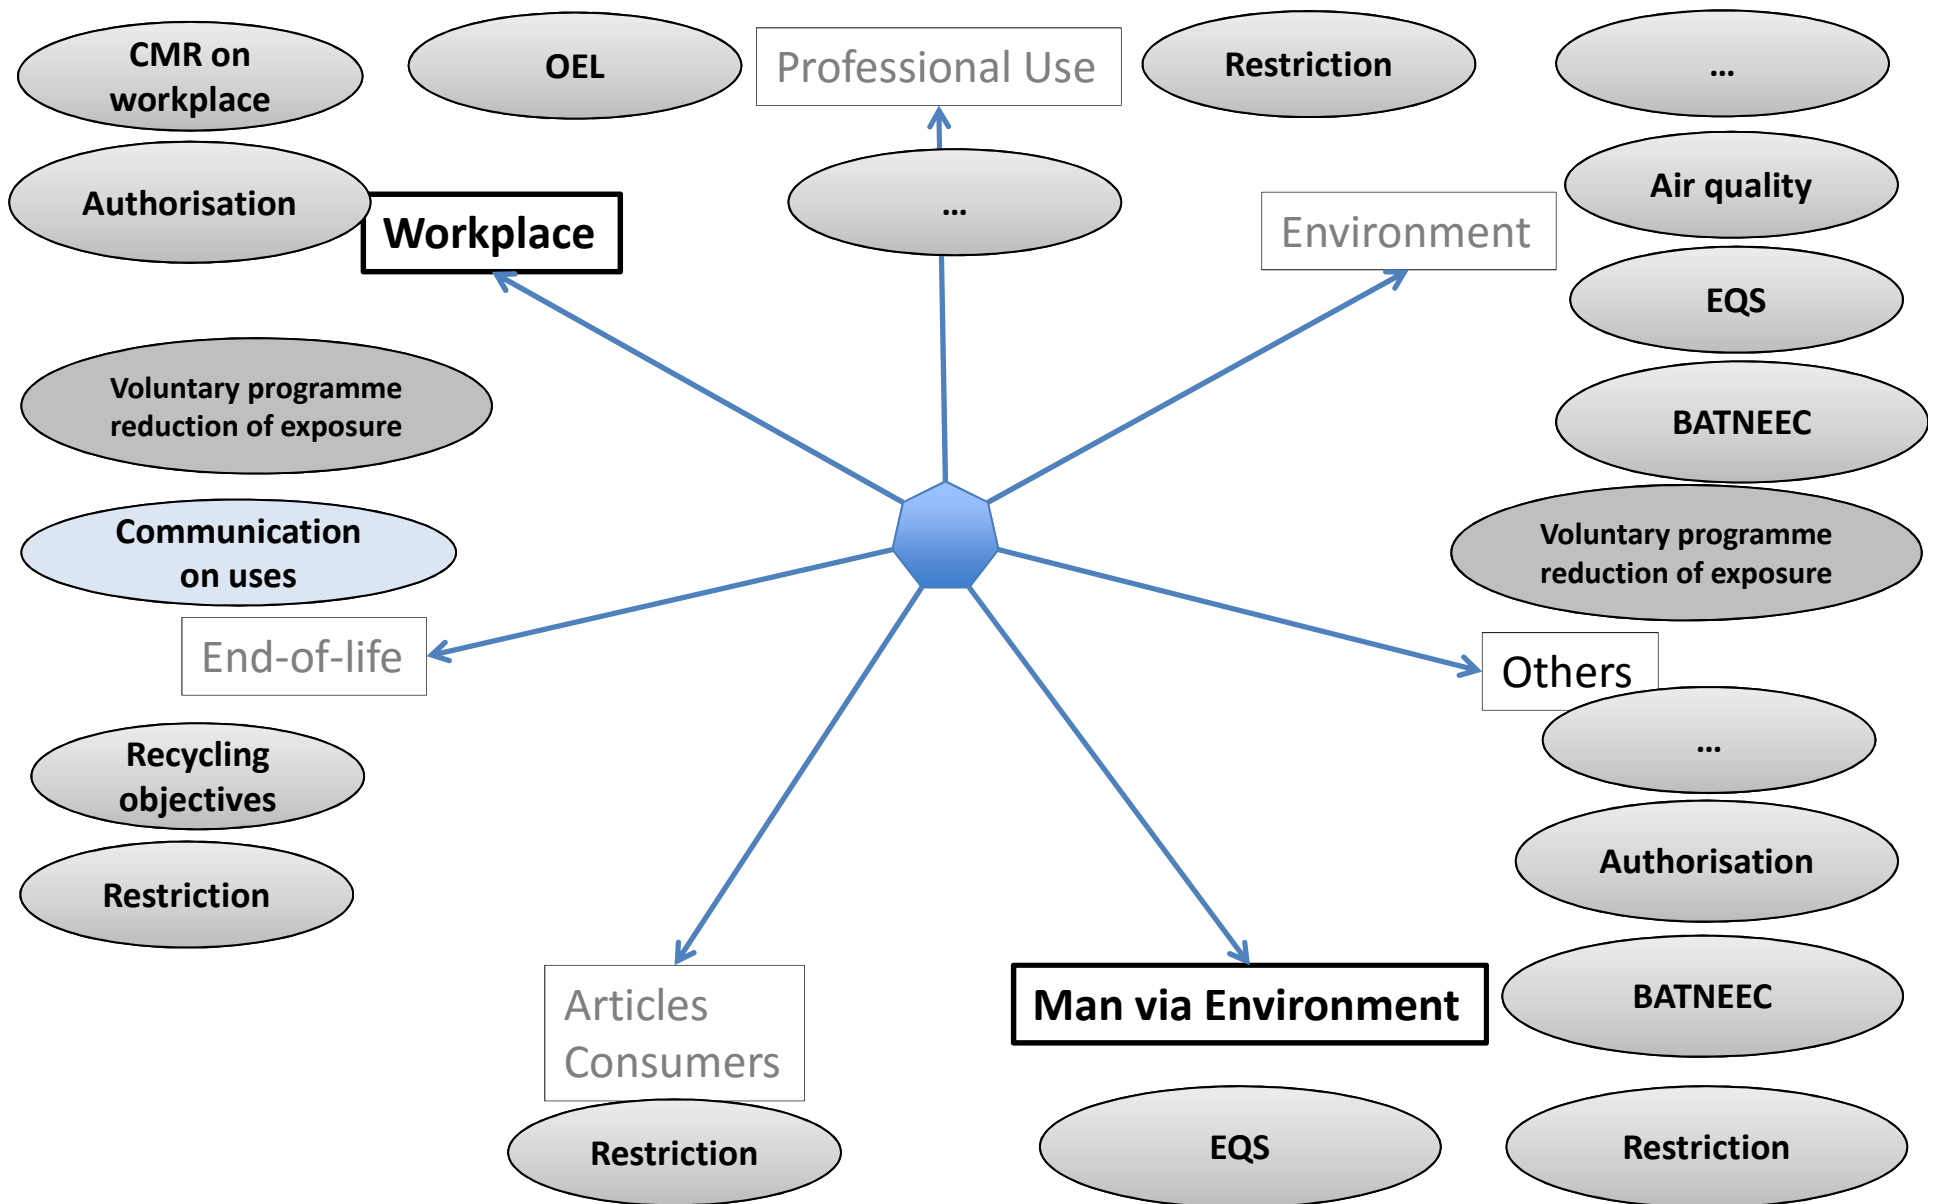 CMR on
workplace
OEL
Professional Use
Restriction
...
Authorisation
Workplace
...
Environment
Air quality
EQS
Voluntary programme
reduction of exposure
BATNEEC
Communication
on uses
Voluntary programme
reduction of exposure
End-of-life
Others
...
Recycling
objectives
Authorisation
Restriction
Articles
Consumers
Man via Environment
BATNEEC
Restriction
EQS
Restriction